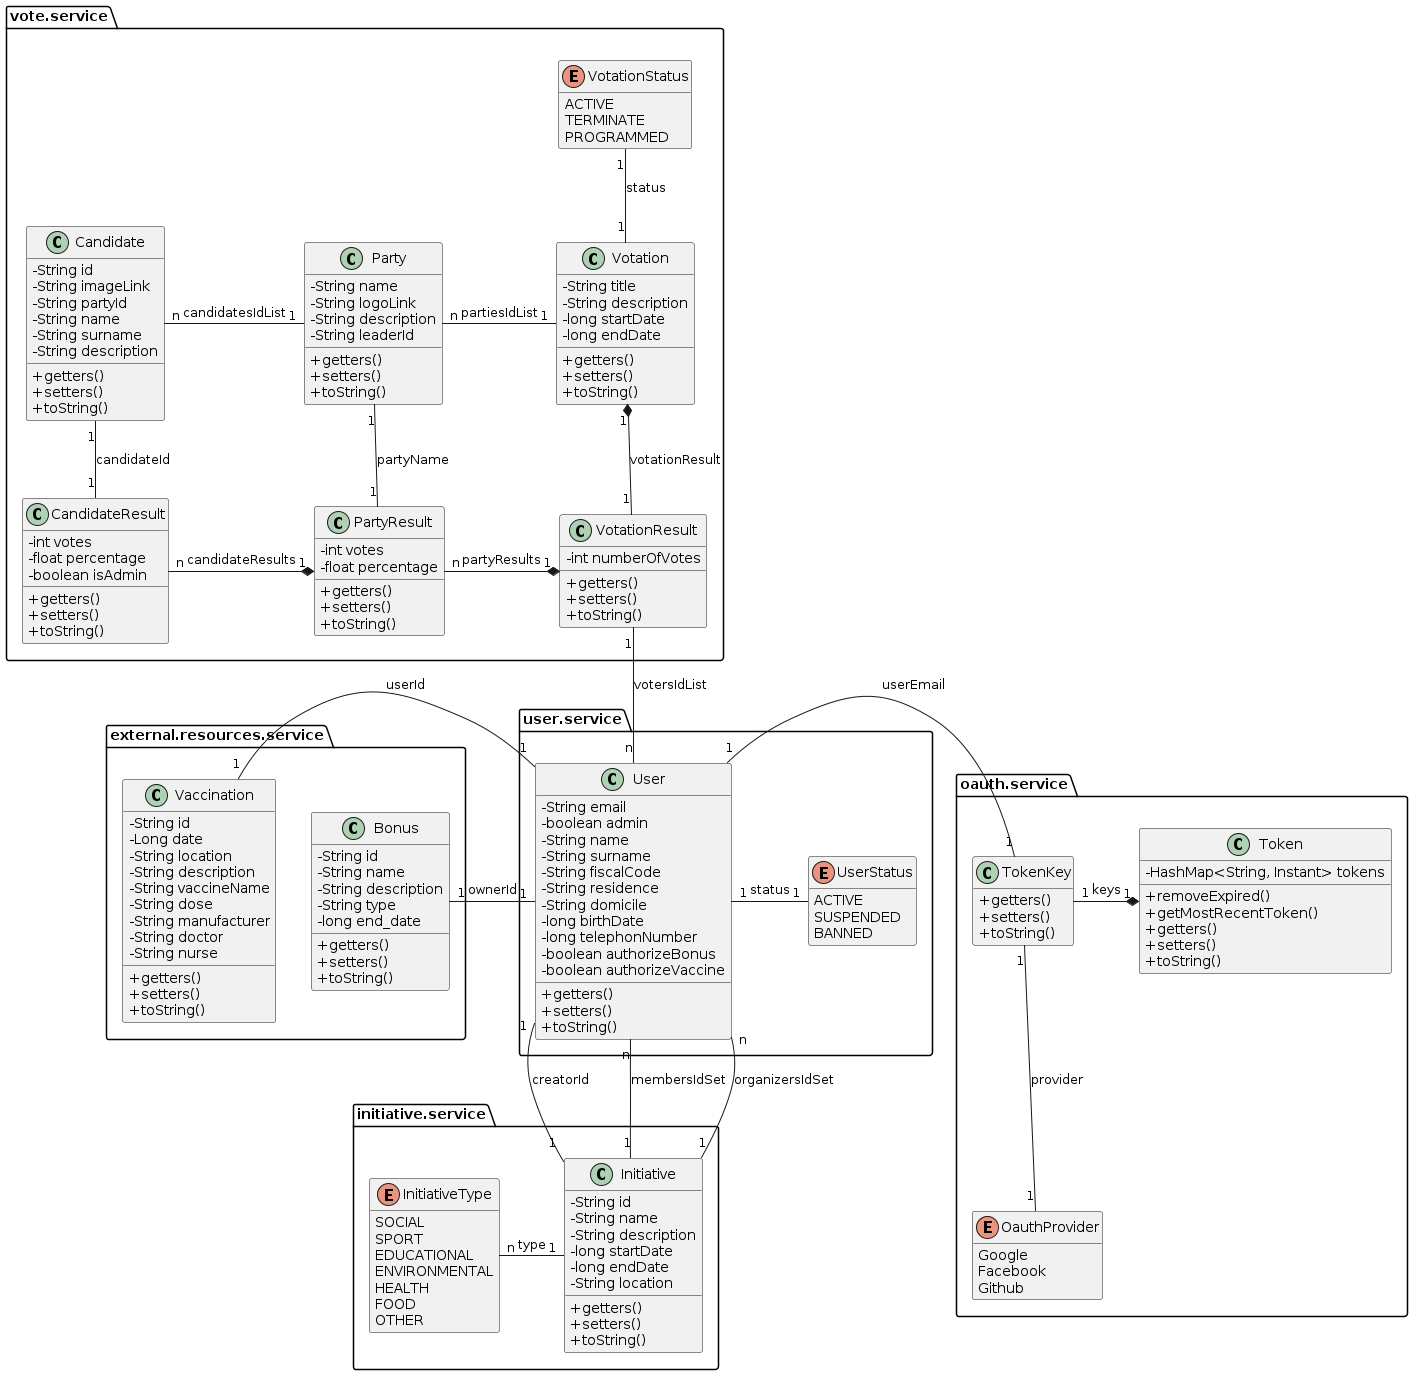 vote.service
E VotationStatus
ACTIVE
TERMINATE
PROGRAMMED
1
status
1
C Candidate
-String id
-String imageLink
-String partyId
-String name
-String surname
-String description
+getters()
+setters()
+toString()
n candidatesIdList 1
C Party
-String name
-String logoLink
-String description
-String leaderId
+getters()
+setters()
+toString()
n partiesIdList 1
C Votation
-String title
-String description
-long startDate
-long endDate
+getters()
+setters()
+toString()
1
candidateId
1
1
partyName
1
1
votationResult
1
C CandidateResult
-int votes
-float percentage
-boolean isAdmin
+getters()
+setters()
+toString()
n candidateResults 1
C PartyResult
-int votes
-float percentage
+getters()
+setters()
+toString()
n partyResults 1
C VotationResult
-int numberOfVotes
+getters()
+setters()
+toString()
1
votersIdList
n
userId
1
1
userEmail
1
1
external.resources.service
C Vaccination
-String id
-Long date
-String location
-String description
-String vaccineName
-String dose
-String manufacturer
-String doctor
-String nurse
+getters()
+setters()
+toString()
C Bonus
-String id
-String name
-String description
-String type
-long end_date
+getters()
+setters()
+toString()
1 ownerId 1
user.service
C User
-String email
-boolean admin
-String name
-String surname
-String fiscalCode
-String residence
-String domicile
-long birthDate
-long telephonNumber
-boolean authorizeBonus
-boolean authorizeVaccine
+getters()
+setters()
+toString()
1 status 1
E UserStatus
ACTIVE
SUSPENDED
BANNED
oauth.service
C TokenKey
+getters()
+setters()
+toString()
1 keys 1
C Token
-HashMap<String, Instant> tokens
+removeExpired()
+getMostRecentToken()
+getters()
+setters()
+toString()
1
provider
1
E OauthProvider
Google
Facebook
Github
1
creatorId
1
n
membersIdSet
1
n
organizersIdSet
1
initiative.service
E InitiativeType
SOCIAL
SPORT
EDUCATIONAL
ENVIRONMENTAL
HEALTH
FOOD
OTHER
n type 1
C Initiative
-String id
-String name
-String description
-long startDate
-long endDate
-String location
+getters()
+setters()
+toString()